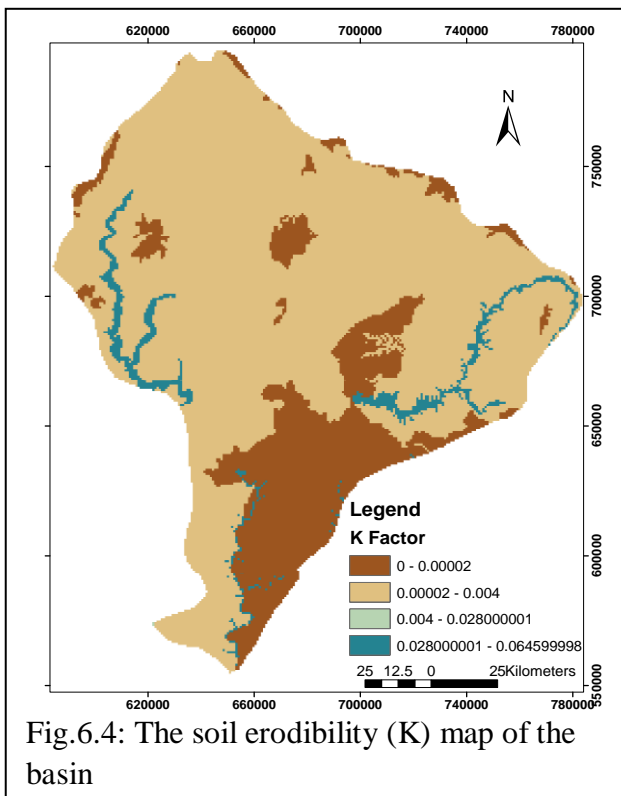 620000 660000 700000 740000 780000
N
750000
700000
650000
600000
550000
Legend
K Factor
0 - 0.00002
0.00002 - 0.004
0.004 - 0.028000001
0.028000001 - 0.064599998
25 12.5 0 25Kilometers
620000 660000 700000 740000 780000
Fig.6.4: The soil erodibility (K) map of the
basin